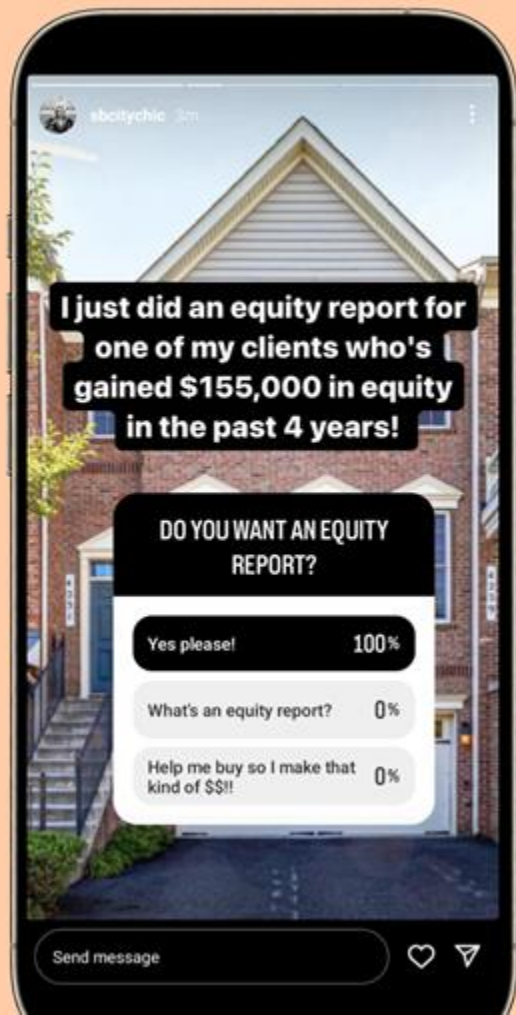 sbcitychic 3m
I just did an equity report for
one of my clients who's
gained $155,000 in equity
in the past 4 years!
DO YOU WANT AN EQUITY
REPORT?
Yes please! 100%
What's an equity report? 0%
Help me buy so I make that
kind of $$!! 0%
Send message